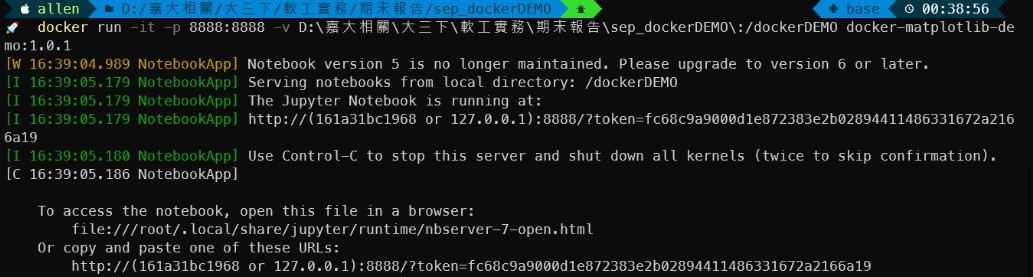 allen D:/嘉大相關/大三下/軟工實務/期末報告/sep_dockerDEMO base 00:38:56
docker run -it -p 8888:8888 -v D:\嘉大相關\大三下\軟工實務\期末報告\sep_dockerDEMO\:/dockerDEMO docker-matplotlib-de
mo:1.0.1
[W 16:39:04.989 NotebookApp] Notebook version 5 is no longer maintained. Please upgrade to version 6 or later.
[I 16:39:05.179 NotebookApp] Serving notebooks from local directory: /dockerDEMO
[I 16:39:05.179 NotebookApp] The Jupyter Notebook is running at:
[I 16:39:05.179 NotebookApp] http://(161a31bc1968 or 127.0.0.1):8888/?token=fc68c9a9000d1e872383e2b02894411486331672a216
6a19
[I 16:39:05.180 NotebookApp] Use Control-C to stop this server and shut down all kernels (twice to skip confirmation).
[C 16:39:05.186 NotebookApp]
To access the notebook, open this file in a browser:
file:///root/.local/share/jupyter/runtime/nbserver-7-open.html
Or copy and paste one of these URLs:
http://(161a31bc1968 or 127.0.0.1):8888/?token=fc68c9a9000d1e872383e2b02894411486331672a2166a19